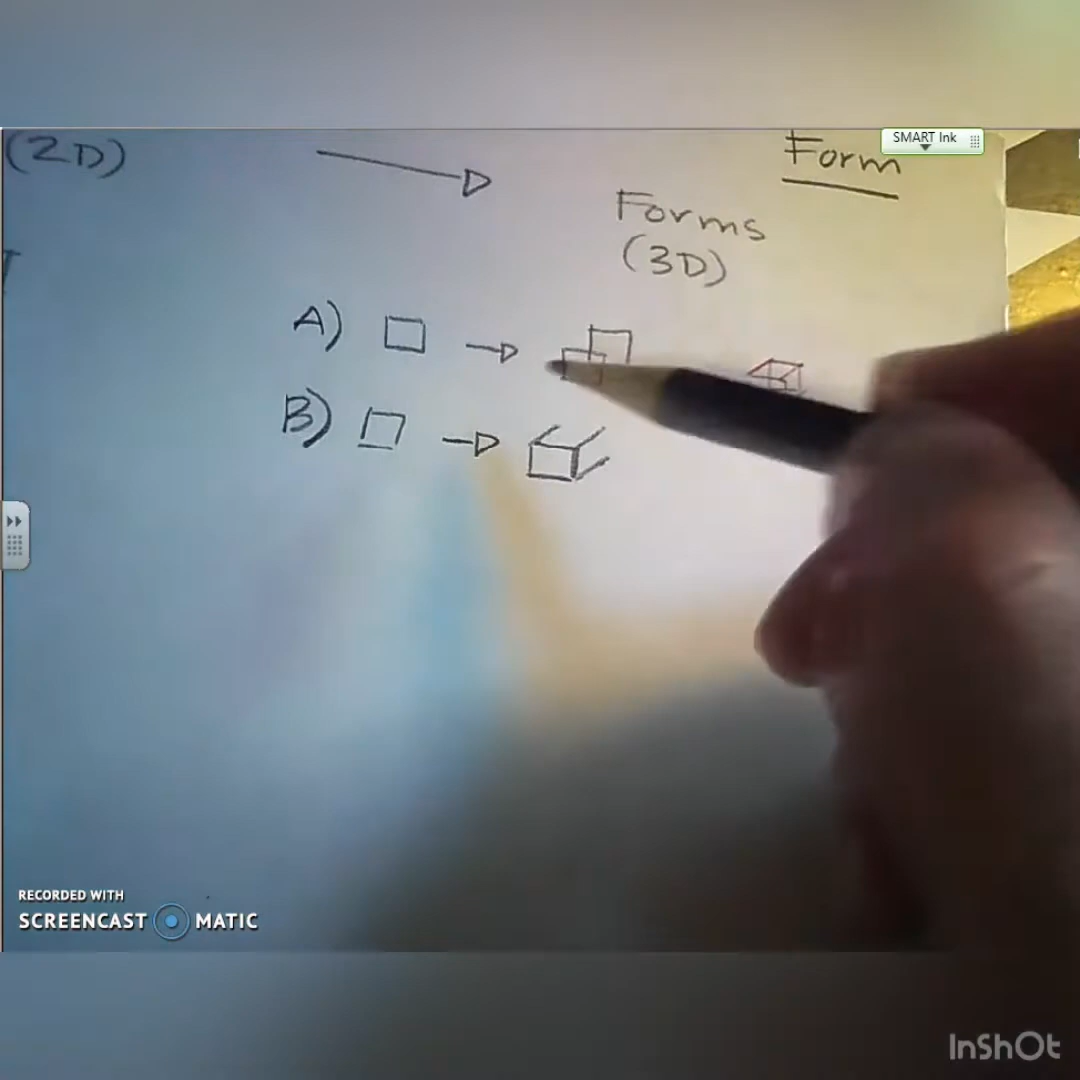 (2D)
Form
SMART Ink
Forms
(3D)
A)
B)
RECORDED WITH
SCREENCAST MATIC
InShOt